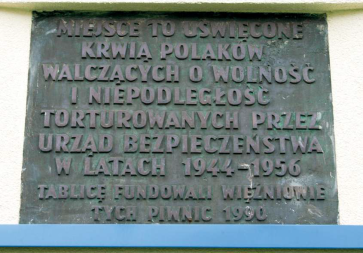 MIEJSCE TO UŚWIĘCONE
KRWIĄ POLAKÓW
WALCZĄCYCH O WOLNOŚĆ
I NIEPODLEGŁOŚĆ
TORTUROWANYCH PRZEZ
URZĄD BEZPIECZEŃSTWA
W LATACH 1944-1956
TABLICĘ FUNDOWALI WIĘŹNIOWIE
TYCH PIWNIC 1990